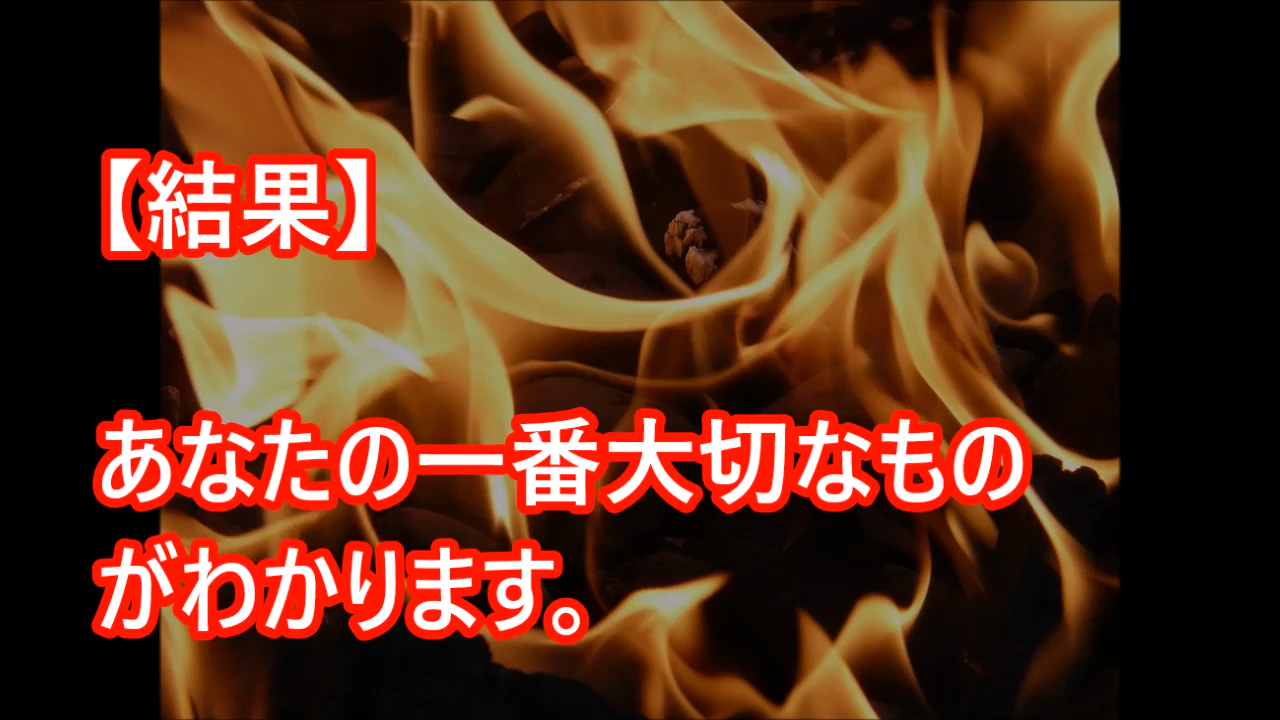 【結果】
あなたの一番大切なもの
がわかります。